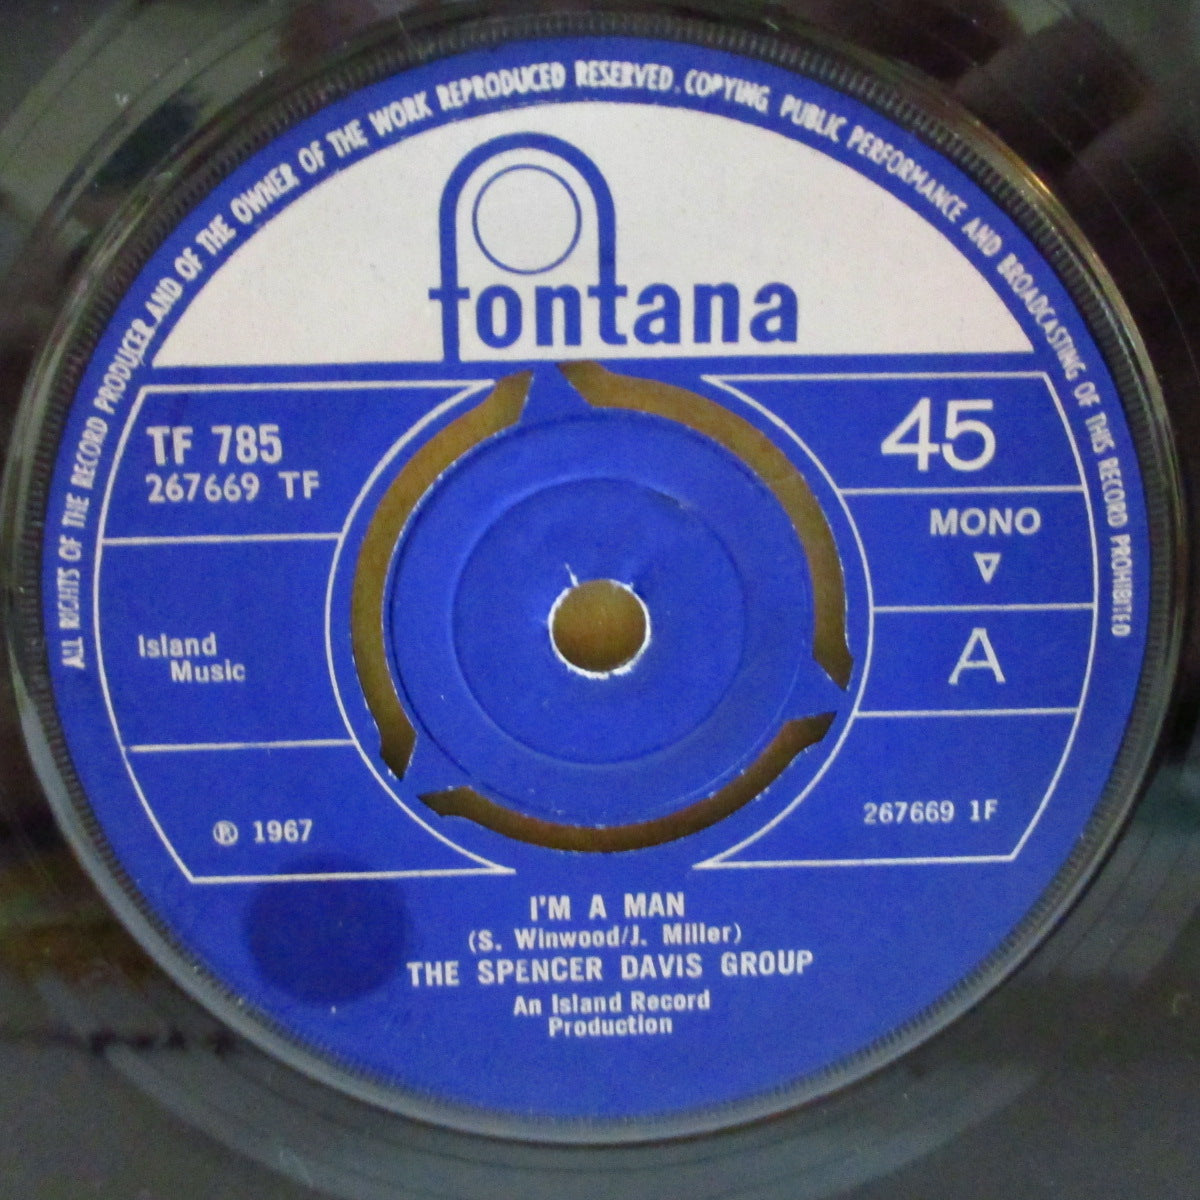 ALL RIGHTS OF THE RECORD PRODUCER AND OF THE OWNER OF THE WORK REPRODUCED RESERVED. COPYING, PUBLIC PERFORMANCE AND BROADCASTING OF THIS RECORD PROHIBITED
fontana
TF 785
267669 TF
Island
Music
℗ 1967
45
MONO
A
267669 1F
I'M A MAN
(S. Winwood/J. Miller)
THE SPENCER DAVIS GROUP
An Island Record
Production